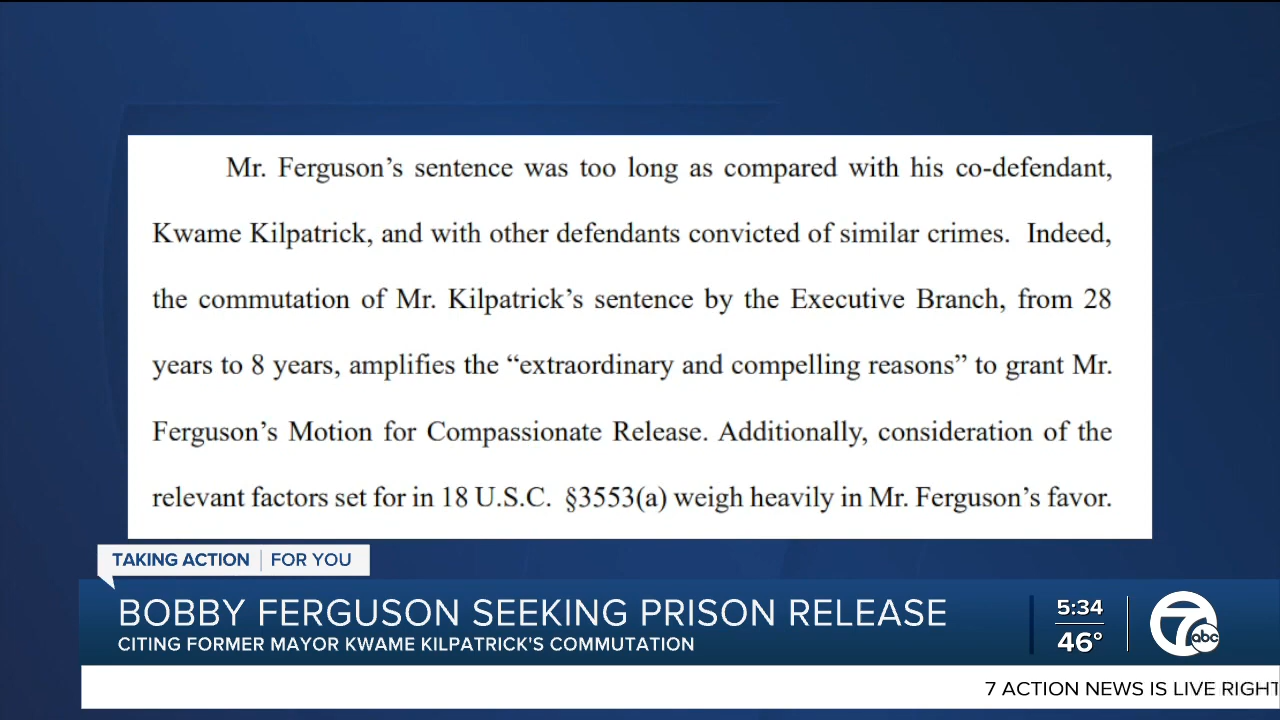 Mr. Ferguson’s sentence was too long as compared with his co-defendant,
Kwame Kilpatrick, and with other defendants convicted of similar crimes. Indeed,
the commutation of Mr. Kilpatrick’s sentence by the Executive Branch, from 28
years to 8 years, amplifies the “extraordinary and compelling reasons” to grant Mr.
Ferguson’s Motion for Compassionate Release. Additionally, consideration of the
relevant factors set for in 18 U.S.C. §3553(a) weigh heavily in Mr. Ferguson’s favor.
TAKING ACTION | FOR YOU
BOBBY FERGUSON SEEKING PRISON RELEASE
CITING FORMER MAYOR KWAME KILPATRICK'S COMMUTATION
5:34
46°
7 abc
7 ACTION NEWS IS LIVE RIGHT